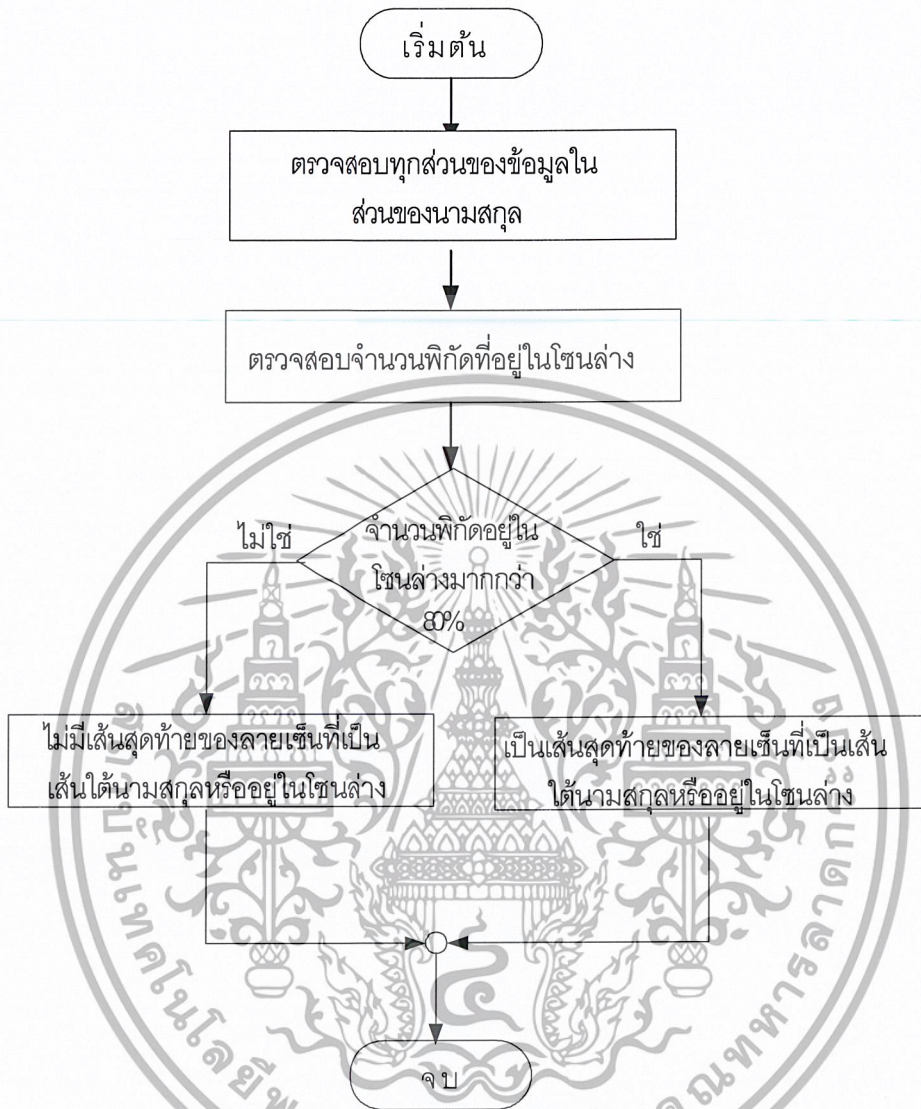 เริ่มต้น
ตรวจสอบทุกส่วนของข้อมูลใน
ส่วนของนามสกุล
ตรวจสอบจำนวนพิกัดที่อยู่ในโซนล่าง
ไม่ใช่
จำนวนพิกัดอยู่ใน
โซนล่างมากกว่า
80%
ใช่
ไม่มีเส้นสุดท้ายของลายเซ็นที่เป็น
เส้นใต้นามสกุลหรืออยู่ในโซนล่าง
เป็นเส้นสุดท้ายของลายเซ็นที่เป็นเส้น
ใต้นามสกุลหรืออยู่ในโซนล่าง
จบ